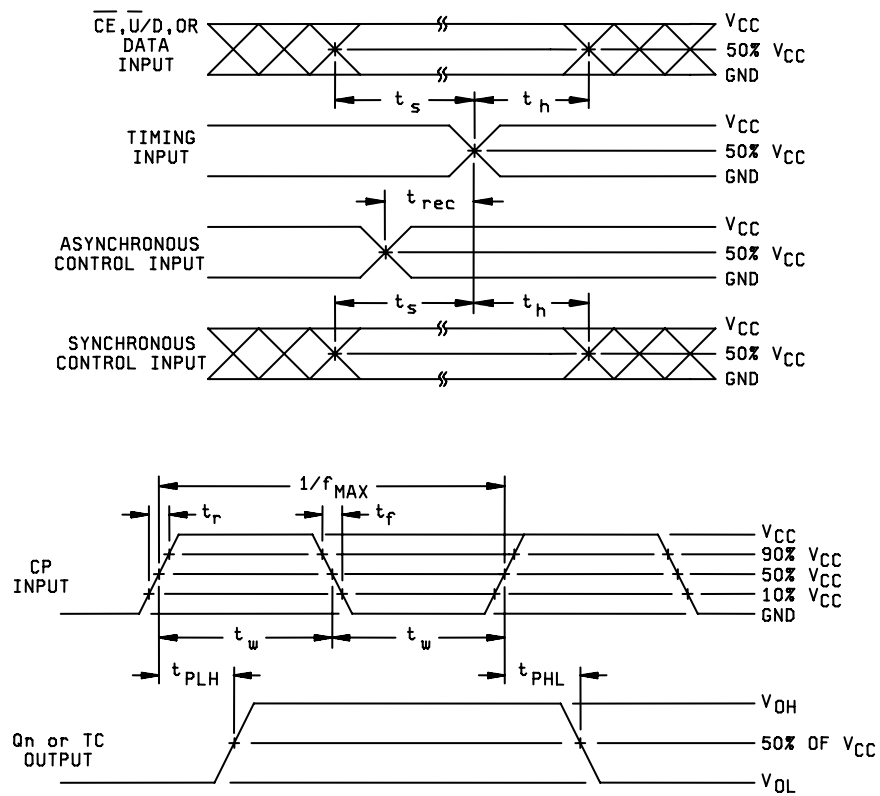 C̅E̅,U̅/D,OR
DATA
INPUT
VCC
50% VCC
GND
ts
th
TIMING
INPUT
VCC
50% VCC
GND
trec
ASYNCHRONOUS
CONTROL INPUT
VCC
50% VCC
GND
ts
th
SYNCHRONOUS
CONTROL INPUT
VCC
50% VCC
GND
1/fMAX
tr
tf
CP
INPUT
VCC
90% VCC
50% VCC
10% VCC
GND
tw
tw
tPLH
tPHL
Qn or TC
OUTPUT
VOH
50% OF VCC
VOL